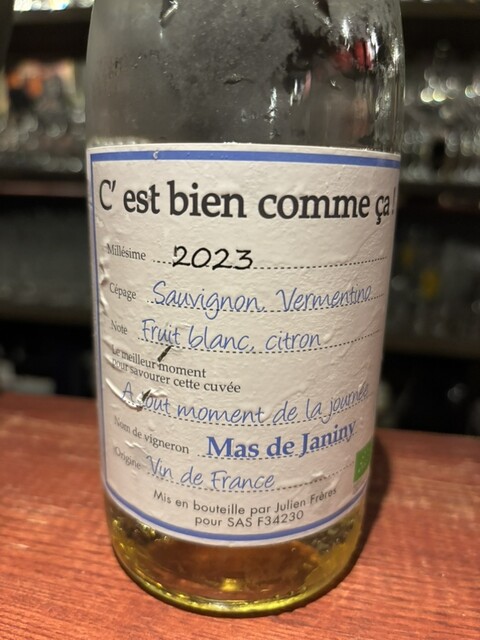 C' est bien comme ça !
Millésime 2023
Cépage Sauvignon, Vermentino
Note Fruit blanc, citron
Le meilleur moment
pour savourer cette cuvée
A tout moment de la journée
Nom de vigneron Mas de Janiny
Origine Vin de France
Mis en bouteille par Julien Frères
pour SAS F34230